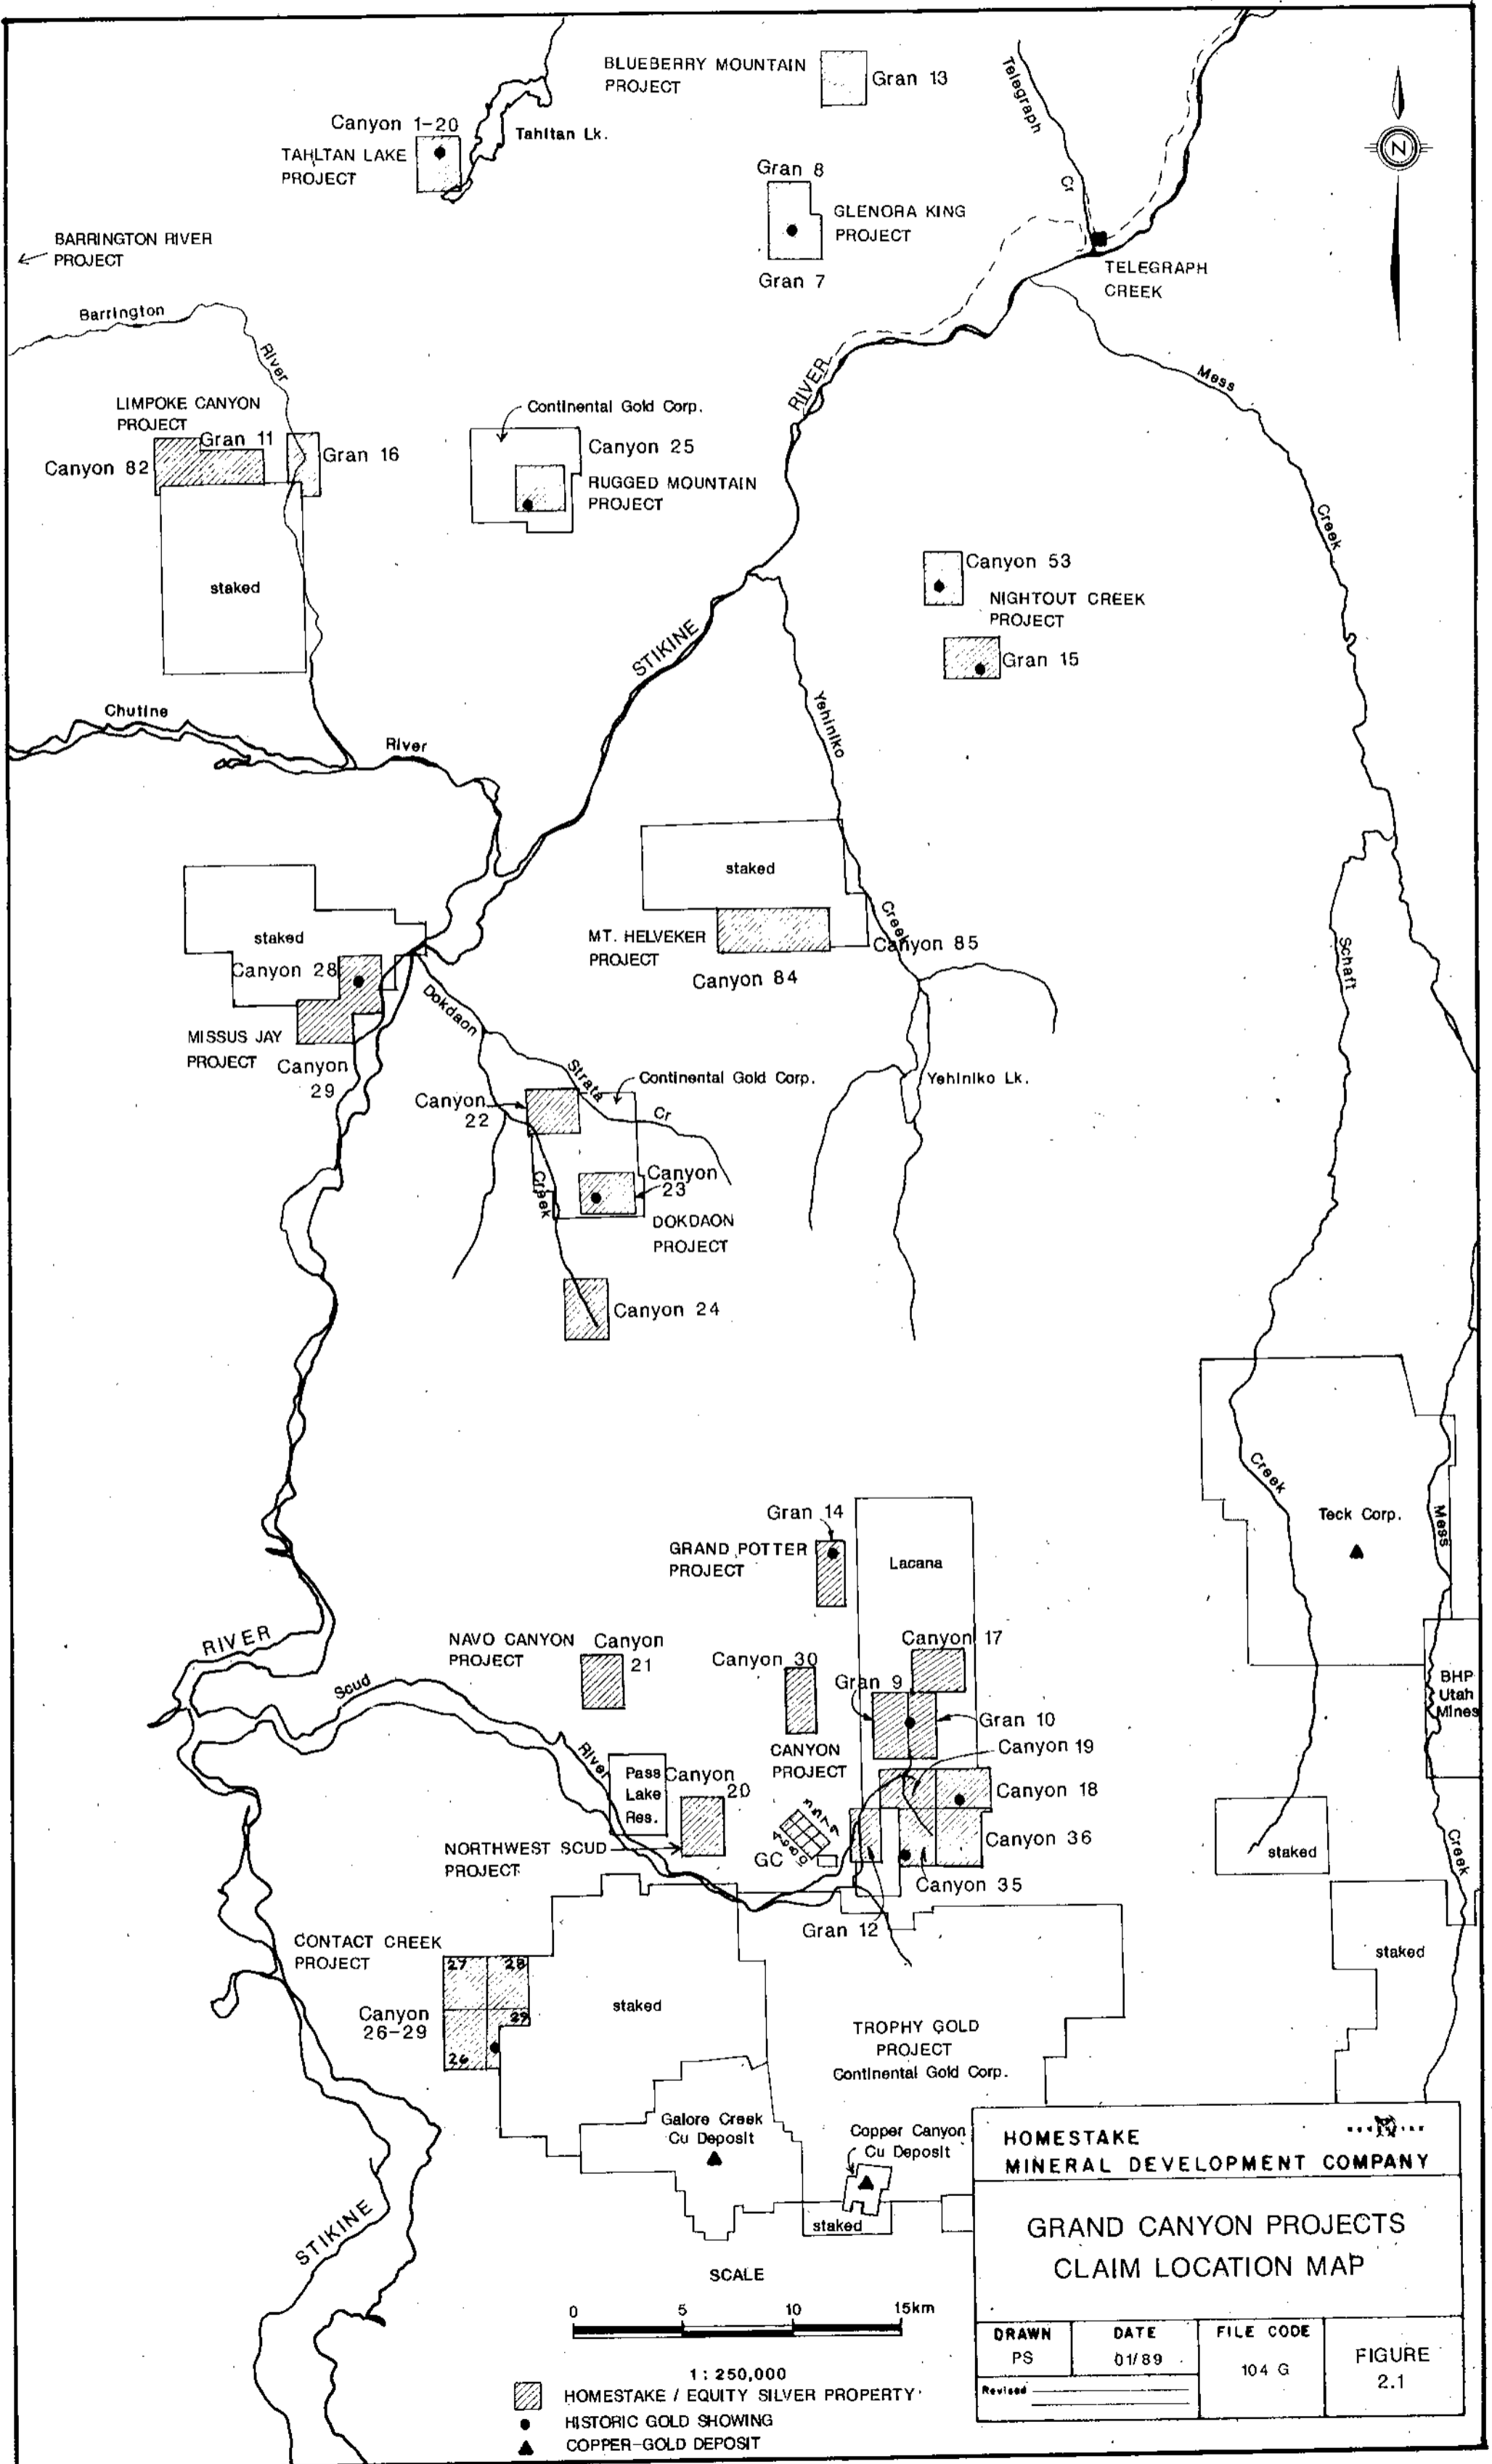 BLUEBERRY MOUNTAIN
PROJECT
Gran 13
Telegraph
Cr
Canyon 1-20
TAHLTAN LAKE
PROJECT
Tahltan Lk.
Gran 8
GLENORA KING
PROJECT
Gran 7
N
BARRINGTON RIVER
PROJECT
TELEGRAPH
CREEK
Barrington
River
RIVER
Mess
Creek
LIMPOKE CANYON
PROJECT
Gran 11
Canyon 82
Gran 16
Continental Gold Corp.
Canyon 25
RUGGED MOUNTAIN
PROJECT
staked
Canyon 53
NIGHTOUT CREEK
PROJECT
Gran 15
STIKINE
Yehiniko
Chutine
River
staked
staked
Creek
MT. HELVEKER
PROJECT
Canyon 85
Canyon 84
Canyon 28
Schaft
Dokdaon
MISSUS JAY
PROJECT
Canyon
29
Strata
Cr
Continental Gold Corp.
Yehiniko Lk.
Canyon
22
Creek
Canyon
23
DOKDAON
PROJECT
Canyon 24
Creek
Teck Corp.
Mess
Gran 14
GRAND POTTER
PROJECT
Lacana
RIVER
NAVO CANYON
PROJECT
Canyon
21
Canyon 30
Canyon 17
Gran 9
Gran 10
BHP
Utah
Mines
Scud
River
CANYON
PROJECT
Canyon 19
Canyon 18
Pass
Lake
Res.
Canyon
20
Canyon 36
NORTHWEST SCUD
PROJECT
GC
Canyon 35
Gran 12
staked
Creek
staked
CONTACT CREEK
PROJECT
27
28
29
26
Canyon
26-29
staked
TROPHY GOLD
PROJECT
Continental Gold Corp.
Galore Creek
Cu Deposit
Copper Canyon
Cu Deposit
staked
STIKINE
HOMESTAKE
MINERAL DEVELOPMENT COMPANY
GRAND CANYON PROJECTS
CLAIM LOCATION MAP
DRAWN
PS
DATE
01/89
FILE CODE
104 G
FIGURE
2.1
Revised
SCALE
0 5 10 15km
1 : 250,000
HOMESTAKE / EQUITY SILVER PROPERTY
HISTORIC GOLD SHOWING
COPPER-GOLD DEPOSIT